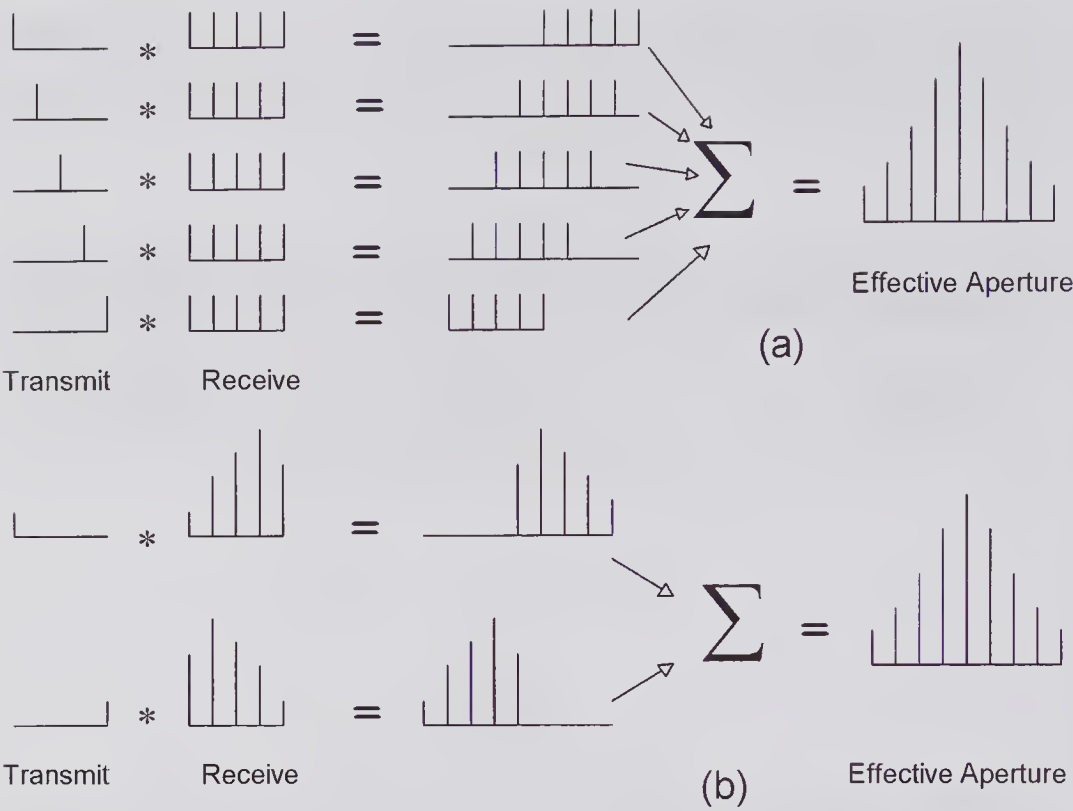 * =
* =
* =
* =
* =
Σ =
Effective Aperture
(a)
Transmit Receive
* =
Σ =
* =
Transmit Receive
(b)
Effective Aperture